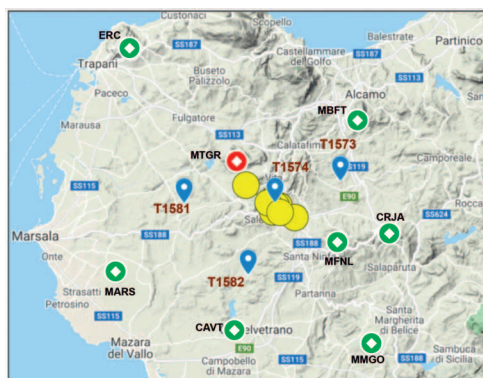 Custonaci
Scopello
ERC
SS187
Balestrate
Partinico
Trapani
Castellammare
del Golfo
SS187
Buseto
Palizzolo
SS113
Paceco
Alcamo
MBFT
Marausa
Fulgatore
SS113
T1573
MTGR
Calatafimi
T1574
SS119
Camporeale
SS115
E90
T1581
Sale
CRJA
SS624
Rocca
Marsala
SS188
SS188
Santa Ninfa
MFNL
Salaparuta
T1582
SS119
MARS
Strasatti
Petrosino
Partanna
SS115
Santa
Margherita
di Belice
CAVT
elvetrano
Mazara
del Vallo
E90
MMGO
Sambuca
di Sicilia
Campobello
di Mazara
SS115
SS188